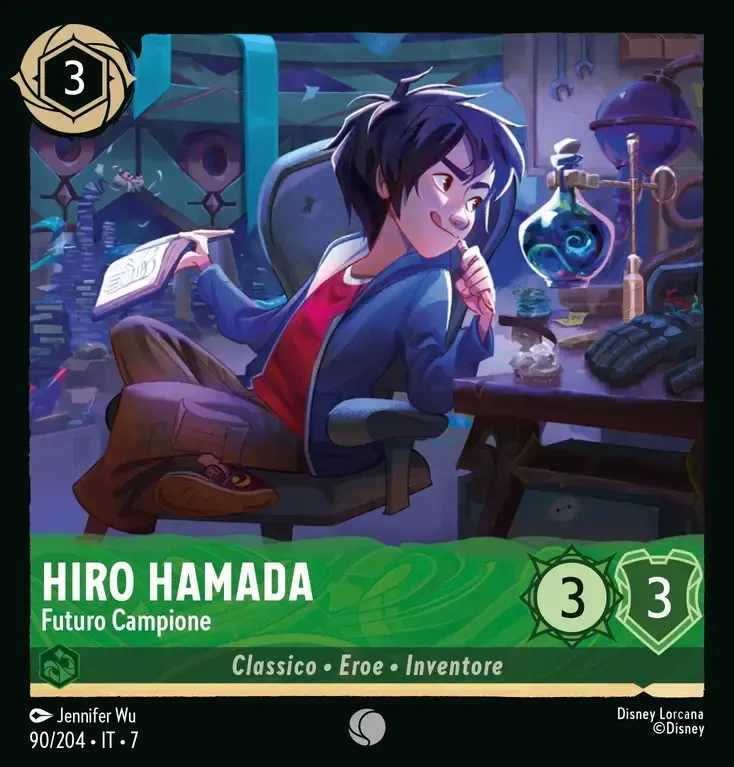 3
HIRO HAMADA
Futuro Campione
3
3
Classico • Eroe • Inventore
Jennifer Wu
90/204 • IT • 7
Disney Lorcana
©Disney